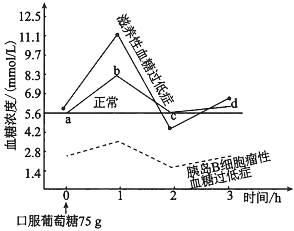 血糖浓度/(mmol/L)
12.5
11.1
9.7
8.3
6.9
5.6
4.2
2.8
1.4
滋养性
血糖过低症
正常
a
b
c
d
胰岛B细胞瘤性
血糖过低症
0
1
2
3
时间/h
口服葡萄糖75 g